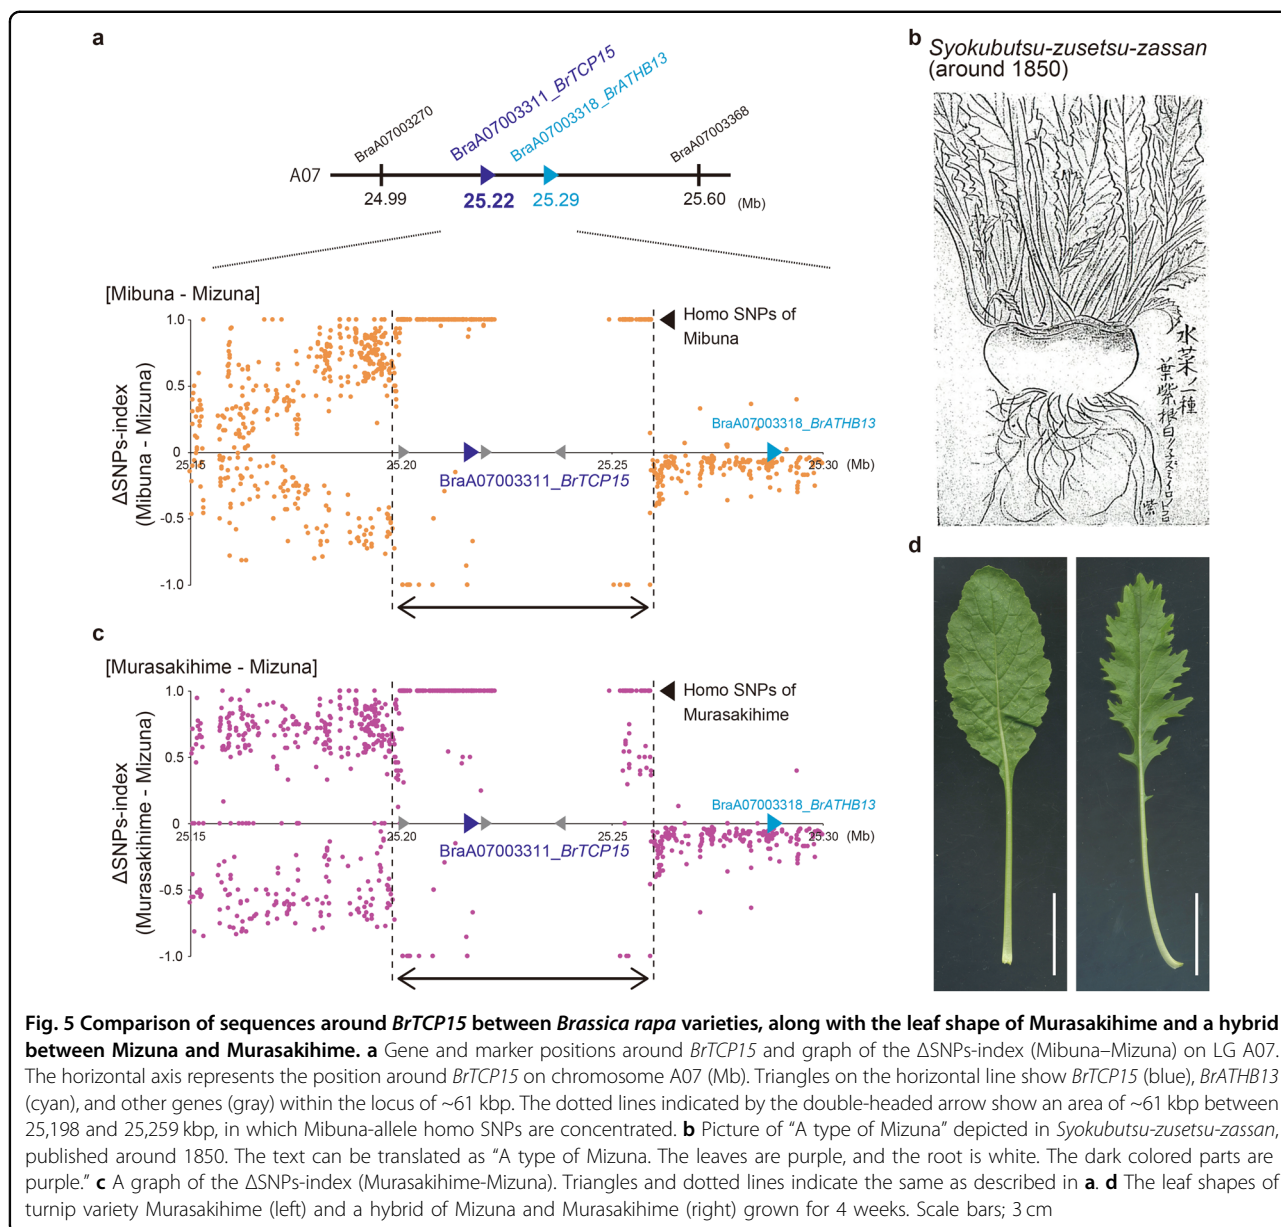 a
BraA07003270
BraA07003311_BrTCP15
BraA07003318_BrATHB13
BraA07003368
A07
24.99
25.22
25.29
25.60
(Mb)
[Mibuna - Mizuna]
ΔSNPs-index
(Mibuna - Mizuna)
1.0
0.5
0
-0.5
-1.0
Homo SNPs of
Mibuna
BraA07003318_BrATHB13
25.15
25.20
25.25
25.30
(Mb)
BraA07003311_BrTCP15
b
Syokubutsu-zusetsu-zassan
(around 1850)
水菜ノ一種
葉紫根白
紫
c
[Murasakihime - Mizuna]
ΔSNPs-index
(Murasakihime - Mizuna)
1.0
0.5
0
-0.5
-1.0
Homo SNPs of
Murasakihime
BraA07003318_BrATHB13
25.15
25.20
25.25
25.30
(Mb)
BraA07003311_BrTCP15
d
Fig. 5 Comparison of sequences around BrTCP15 between Brassica rapa varieties, along with the leaf shape of Murasakihime and a hybrid
between Mizuna and Murasakihime. a Gene and marker positions around BrTCP15 and graph of the ΔSNPs-index (Mibuna–Mizuna) on LG A07.
The horizontal axis represents the position around BrTCP15 on chromosome A07 (Mb). Triangles on the horizontal line show BrTCP15 (blue), BrATHB13
(cyan), and other genes (gray) within the locus of ~61 kbp. The dotted lines indicated by the double-headed arrow show an area of ~61 kbp between
25,198 and 25,259 kbp, in which Mibuna-allele homo SNPs are concentrated. b Picture of “A type of Mizuna” depicted in Syokubutsu-zusetsu-zassan,
published around 1850. The text can be translated as “A type of Mizuna. The leaves are purple, and the root is white. The dark colored parts are
purple.” c A graph of the ΔSNPs-index (Murasakihime-Mizuna). Triangles and dotted lines indicate the same as described in a. d The leaf shapes of
turnip variety Murasakihime (left) and a hybrid of Mizuna and Murasakihime (right) grown for 4 weeks. Scale bars; 3 cm